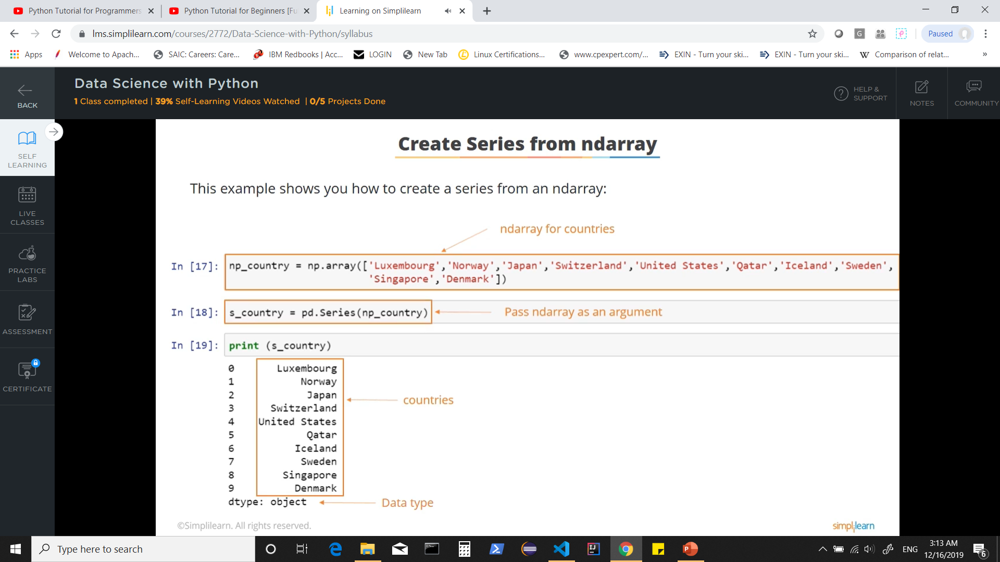 Python Tutorial for Programmers
Python Tutorial for Beginners [Fu
Learning on Simplilearn
lms.simplilearn.com/courses/2772/Data-Science-with-Python/syllabus
G
Paused
Apps
Welcome to Apach...
SAIC: Careers: Care...
IBM Redbooks | Acc...
LOGIN
New Tab
Linux Certifications...
www.cpexpert.com/...
EXIN - Turn your ski...
EXIN - Turn your ski...
W Comparison of relat...
»
BACK
Data Science with Python
1 Class completed | 39% Self-Learning Videos Watched | 0/5 Projects Done
HELP &
SUPPORT
NOTES
COMMUNITY
SELF
LEARNING
LIVE
CLASSES
PRACTICE
LABS
ASSESSMENT
CERTIFICATE
Create Series from ndarray
This example shows you how to create a series from an ndarray:
ndarray for countries
In [17]: np_country = np.array(['Luxembourg','Norway','Japan','Switzerland','United States','Qatar','Iceland','Sweden',
'Singapore','Denmark'])
In [18]: s_country = pd.Series(np_country)
Pass ndarray as an argument
In [19]: print (s_country)
0 Luxembourg
1 Norway
2 Japan
3 Switzerland
4 United States
5 Qatar
6 Iceland
7 Sweden
8 Singapore
9 Denmark
countries
dtype: object
Data type
©Simplilearn. All rights reserved.
simplilearn
Type here to search
ENG
3:13 AM
12/16/2019
6